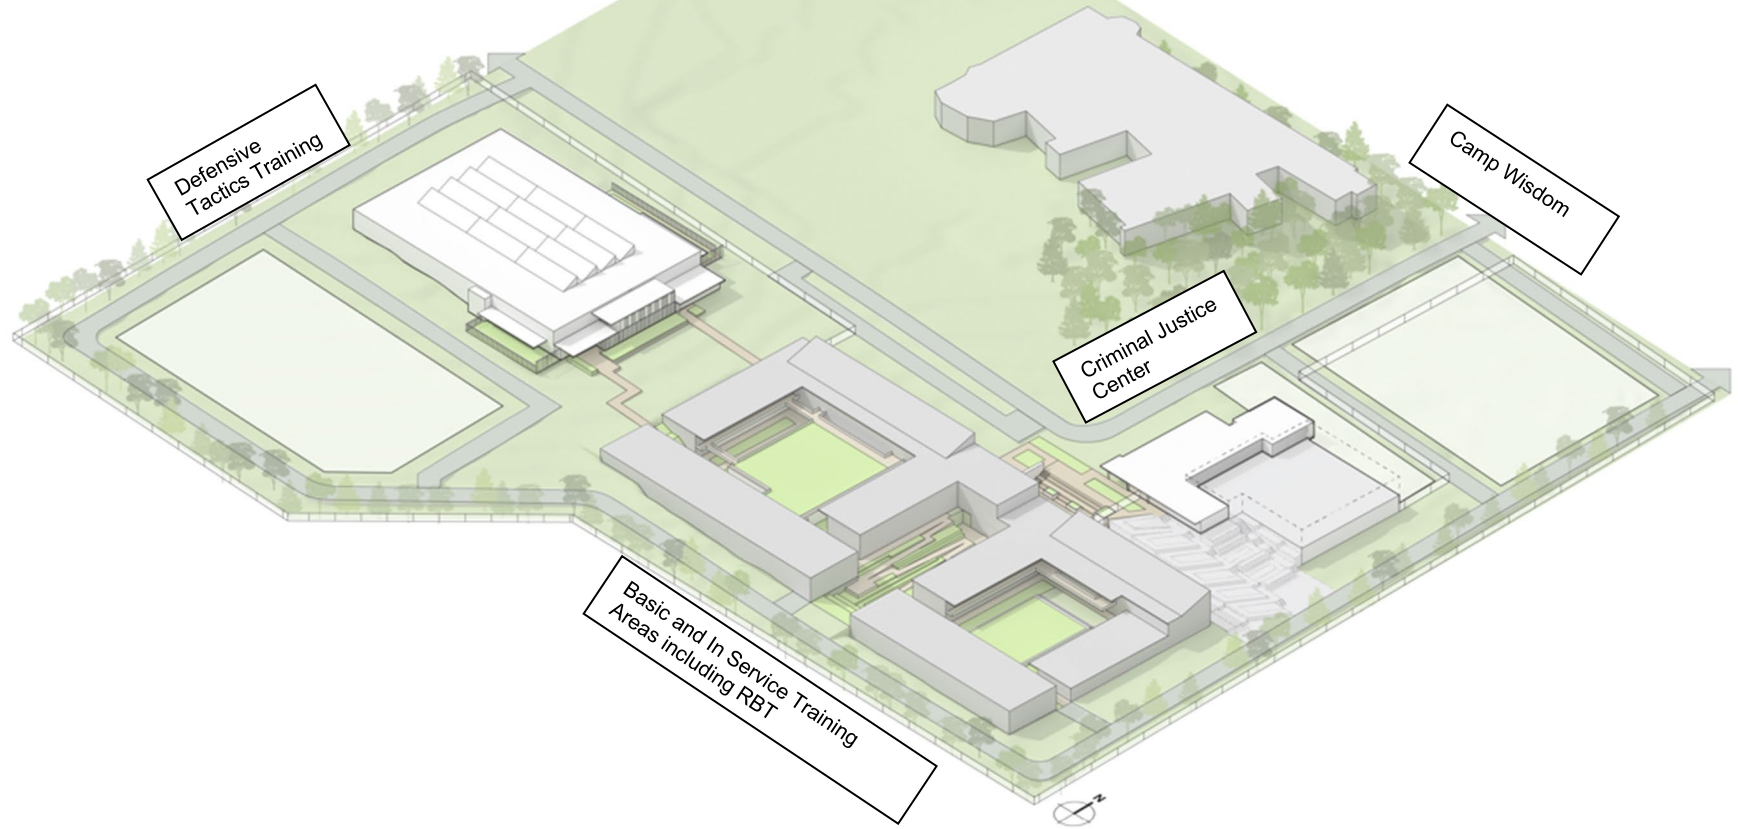 Defensive
Tactics Training
Camp Wisdom
Criminal Justice
Center
Basic and In Service Training
Areas including RBT
N